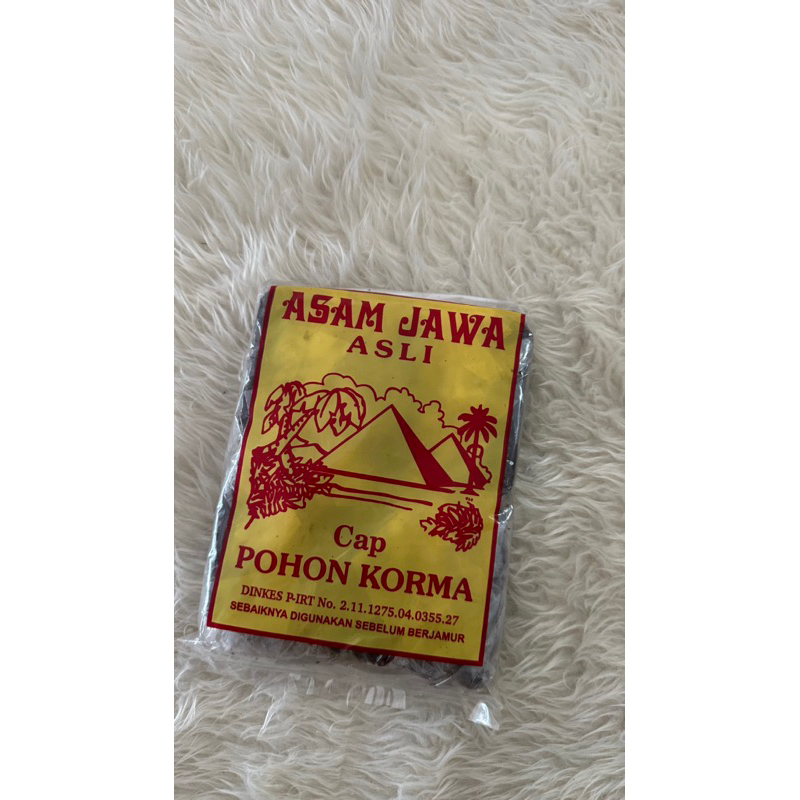 ASAM JAWA
ASLI
Cap
POHON KORMA
DINKES P-IRT No. 2.11.1275.04.0355.27
SEBAIKNYA DIGUNAKAN SEBELUM BERJAMUR